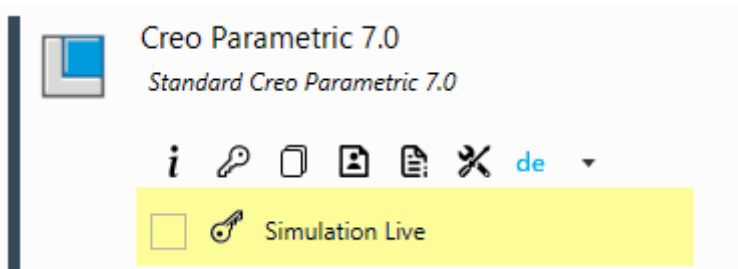 Creo Parametric 7.0
Standard Creo Parametric 7.0
i de
Simulation Live